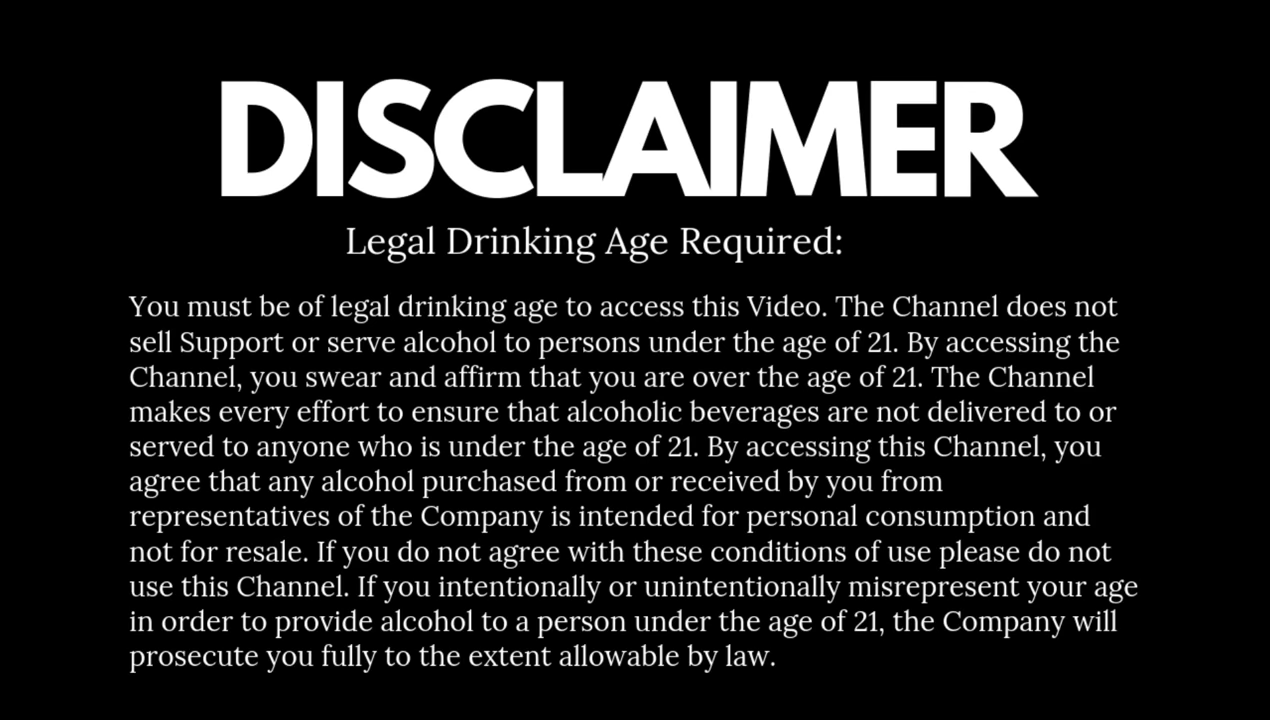 DISCLAIMER
Legal Drinking Age Required:
You must be of legal drinking age to access this Video. The Channel does not
sell Support or serve alcohol to persons under the age of 21. By accessing the
Channel, you swear and affirm that you are over the age of 21. The Channel
makes every effort to ensure that alcoholic beverages are not delivered to or
served to anyone who is under the age of 21. By accessing this Channel, you
agree that any alcohol purchased from or received by you from
representatives of the Company is intended for personal consumption and
not for resale. If you do not agree with these conditions of use please do not
use this Channel. If you intentionally or unintentionally misrepresent your age
in order to provide alcohol to a person under the age of 21, the Company will
prosecute you fully to the extent allowable by law.